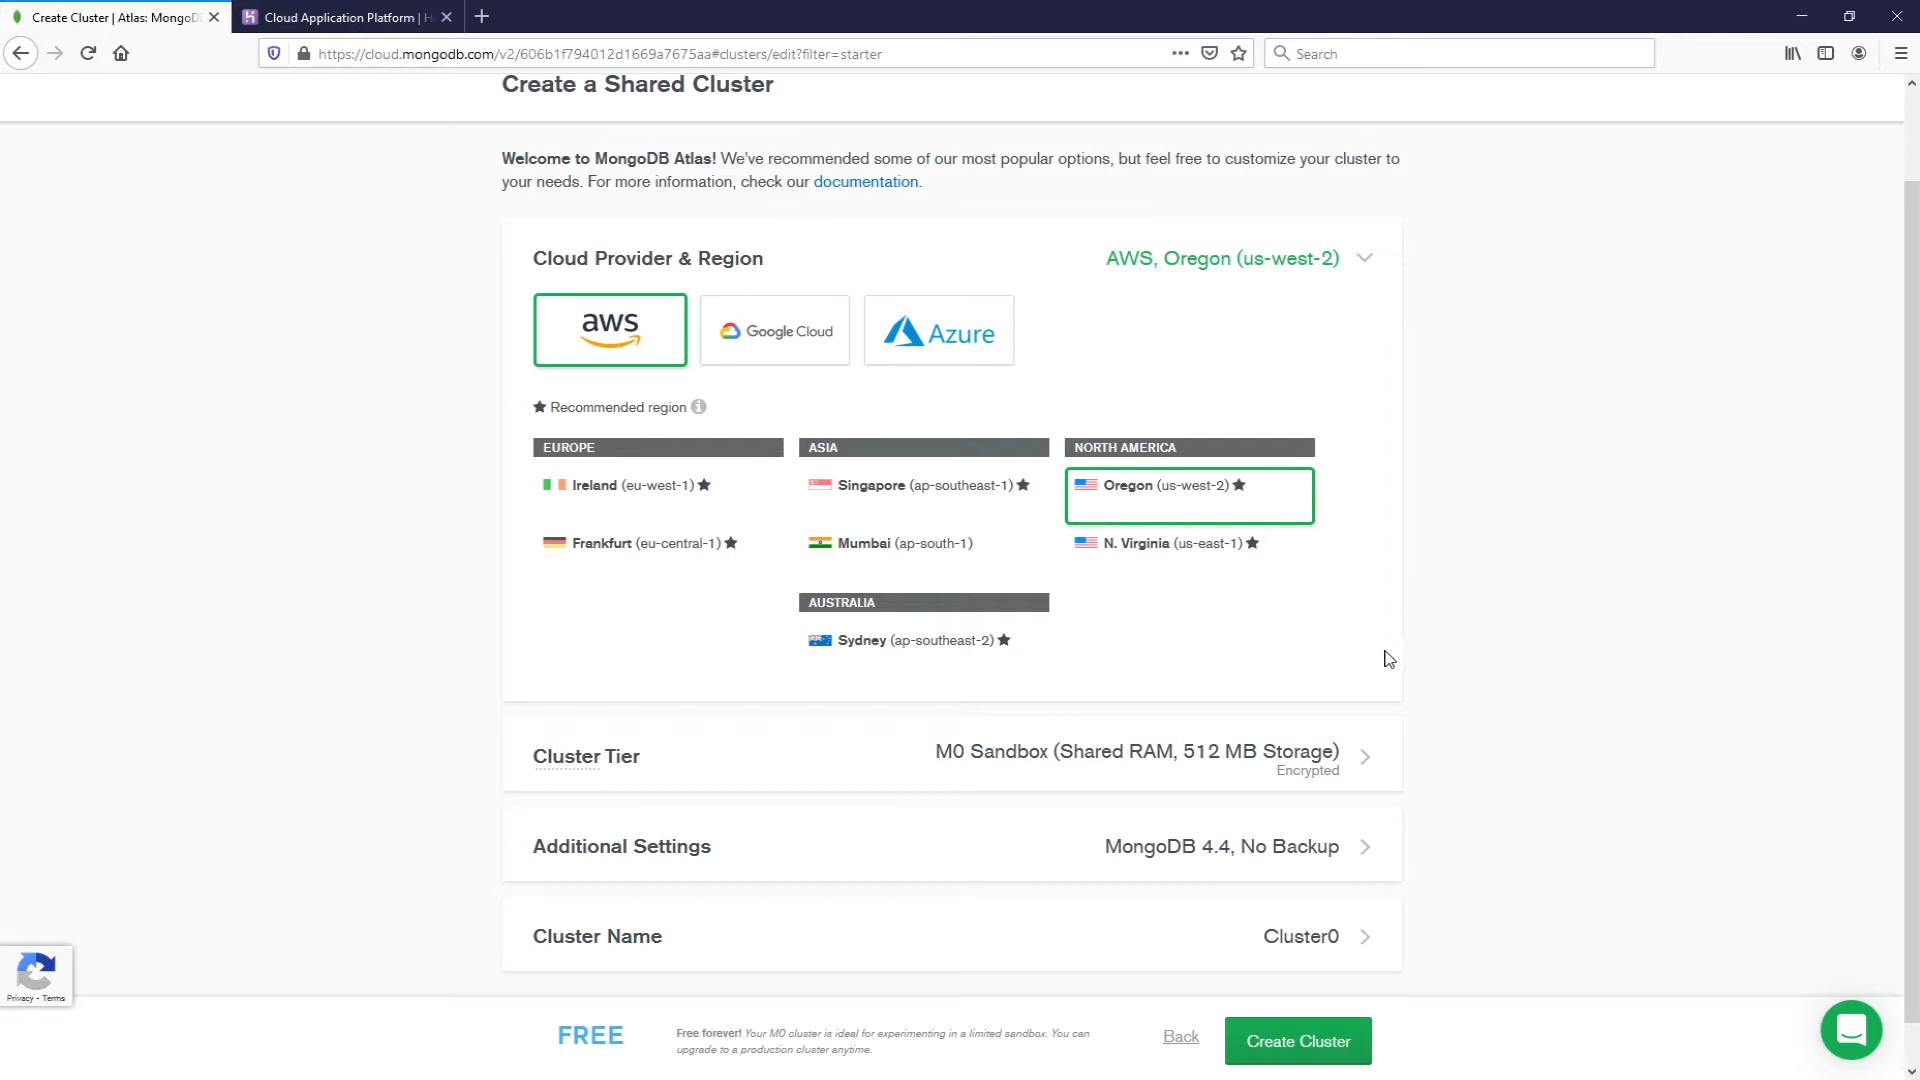 Create Cluster | Atlas: MongoD
Cloud Application Platform | H
https://cloud.mongodb.com/v2/606b1f794012d1669a7675aa#clusters/edit?filter=starter
Search
Create a Shared Cluster
Welcome to MongoDB Atlas! We've recommended some of our most popular options, but feel free to customize your cluster to
your needs. For more information, check our documentation.
Cloud Provider & Region
AWS, Oregon (us-west-2)
aws
Google Cloud
Azure
★ Recommended region
EUROPE
ASIA
NORTH AMERICA
Ireland (eu-west-1) ★
Singapore (ap-southeast-1) ★
Oregon (us-west-2) ★
Frankfurt (eu-central-1) ★
Mumbai (ap-south-1)
N. Virginia (us-east-1) ★
AUSTRALIA
Sydney (ap-southeast-2) ★
Cluster Tier
M0 Sandbox (Shared RAM, 512 MB Storage)
Encrypted
Additional Settings
MongoDB 4.4, No Backup
Cluster Name
Cluster0
Privacy - Terms
FREE
Free forever! Your M0 cluster is ideal for experimenting in a limited sandbox. You can
upgrade to a production cluster anytime.
Back
Create Cluster